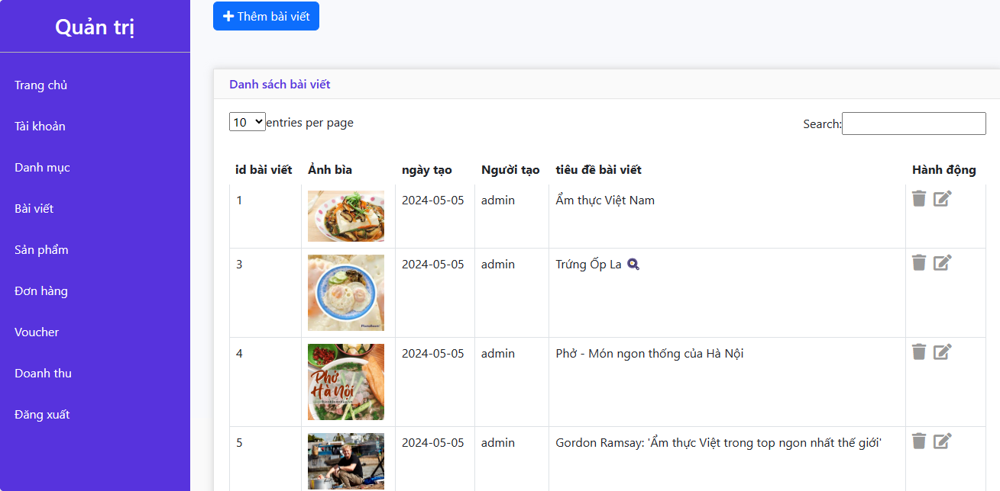 Quản trị
Trang chủ
Tài khoản
Danh mục
Bài viết
Sản phẩm
Đơn hàng
Voucher
Doanh thu
Đăng xuất
Thêm bài viết
Danh sách bài viết
10 entries per page
Search:
id bài viết Ảnh bìa ngày tạo Người tạo tiêu đề bài viết Hành động
1 2024-05-05 admin Ẩm thực Việt Nam
3 2024-05-05 admin Trứng Ốp La
4 2024-05-05 admin Phở - Món ngon thống của Hà Nội
Phở
Hà Nội
5 2024-05-05 admin Gordon Ramsay: 'Ẩm thực Việt trong top ngon nhất thế giới'